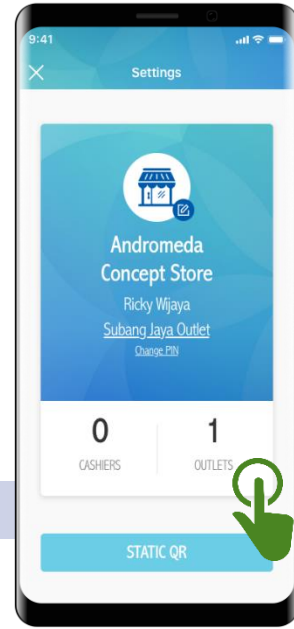 9:41
Settings
Andromeda
Concept Store
Ricky Wijaya
Subang Jaya Outlet
Change PIN
0 1
CASHIERS OUTLETS
STATIC QR